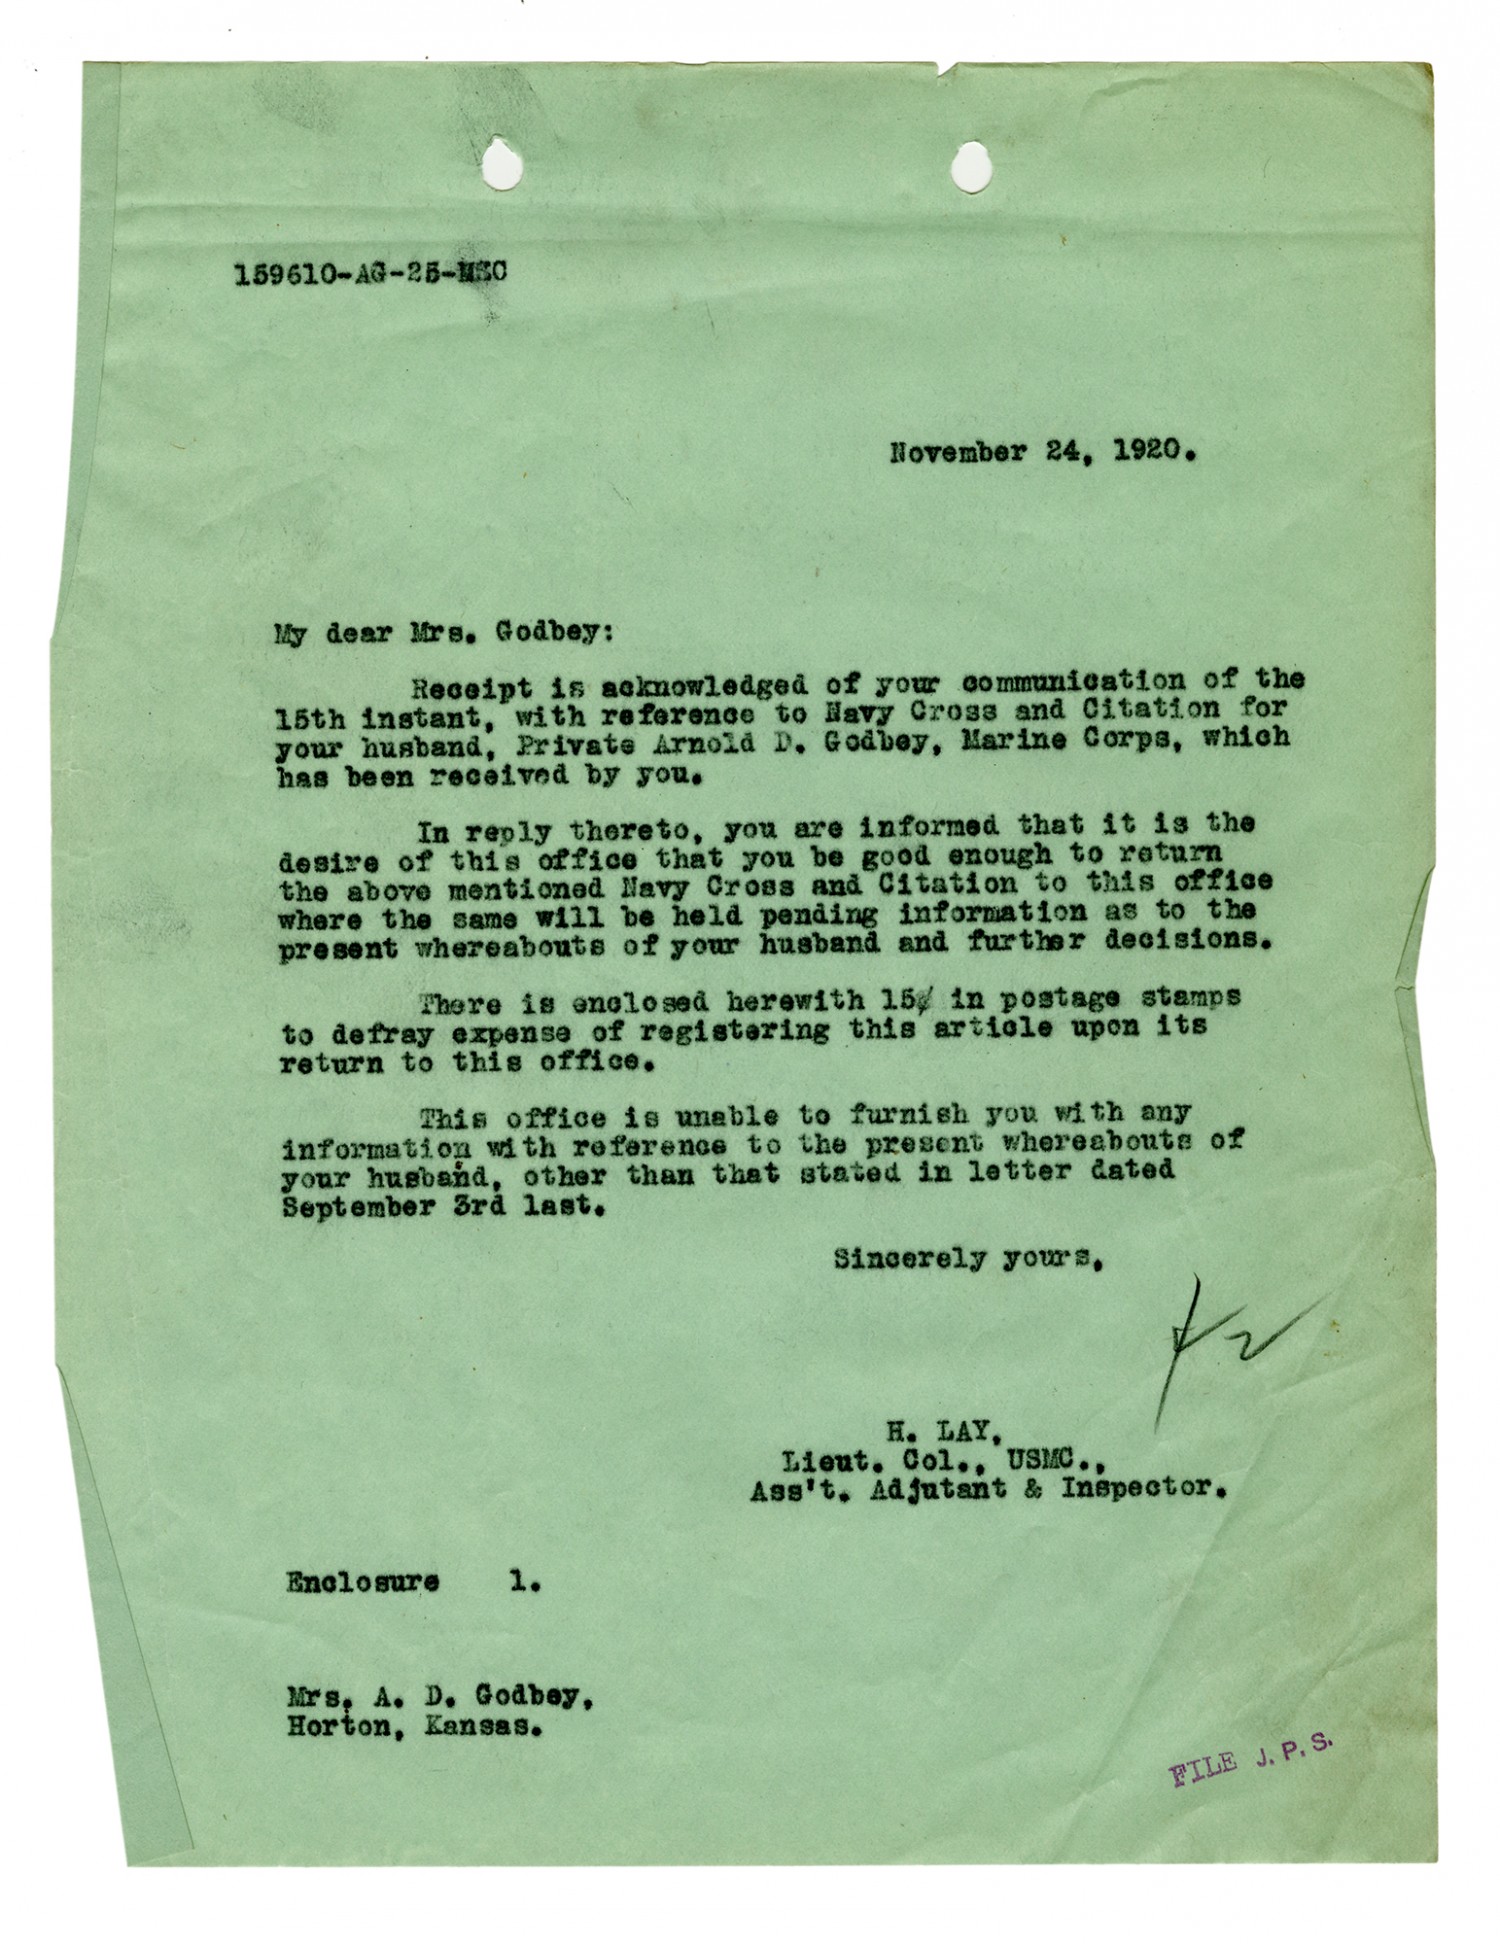 159610-AG-25-MSC
November 24, 1920.
My dear Mrs. Godbey:
Receipt is acknowledged of your communication of the
15th instant, with reference to Navy Cross and Citation for
your husband, Private Arnold D. Godbey, Marine Corps, which
has been received by you.
In reply thereto, you are informed that it is the
desire of this office that you be good enough to return
the above mentioned Navy Cross and Citation to this office
where the same will be held pending information as to the
present whereabouts of your husband and further decisions.
There is enclosed herewith 15¢ in postage stamps
to defray expense of registering this article upon its
return to this office.
This office is unable to furnish you with any
information with reference to the present whereabouts of
your husband, other than that stated in letter dated
September 3rd last.
Sincerely yours,
H. LAY,
Lieut. Col., USMC.,
Ass't. Adjutant & Inspector.
Enclosure 1.
Mrs. A. D. Godbey,
Horton, Kansas.
FILE J. P. S.